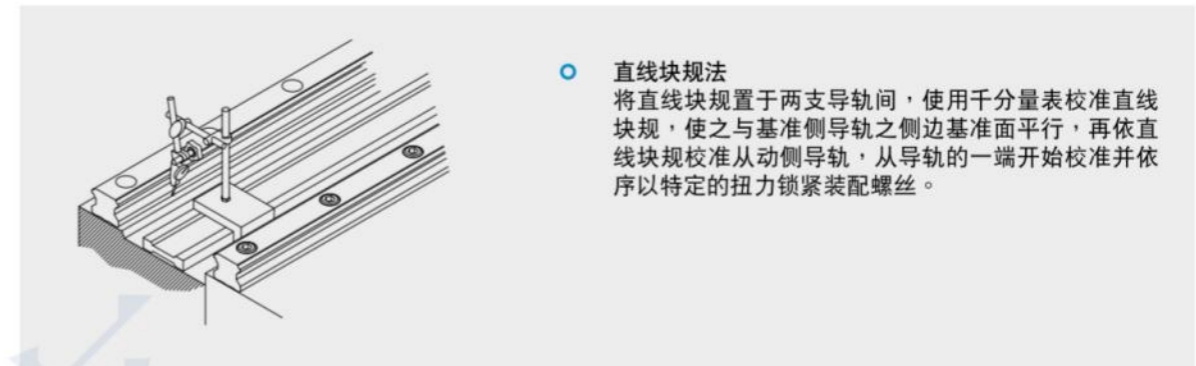 直线块规法
将直线块规置于两支导轨间，使用千分量表校准直线
块规，使之与基准侧导轨之侧边基准面平行，再依直
线块规校准从动侧导轨，从导轨的一端开始校准并依
序以特定的扭力锁紧装配螺丝。